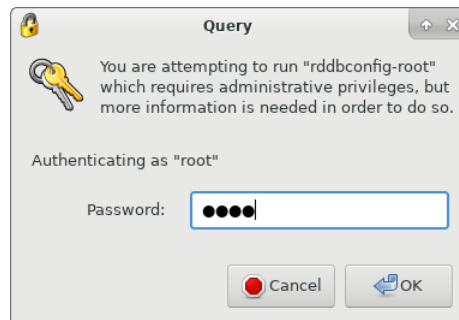 Query
You are attempting to run "rddbconfig-root"
which requires administrative privileges, but
more information is needed in order to do so.
Authenticating as "root"
Password: ●●●●
Cancel OK